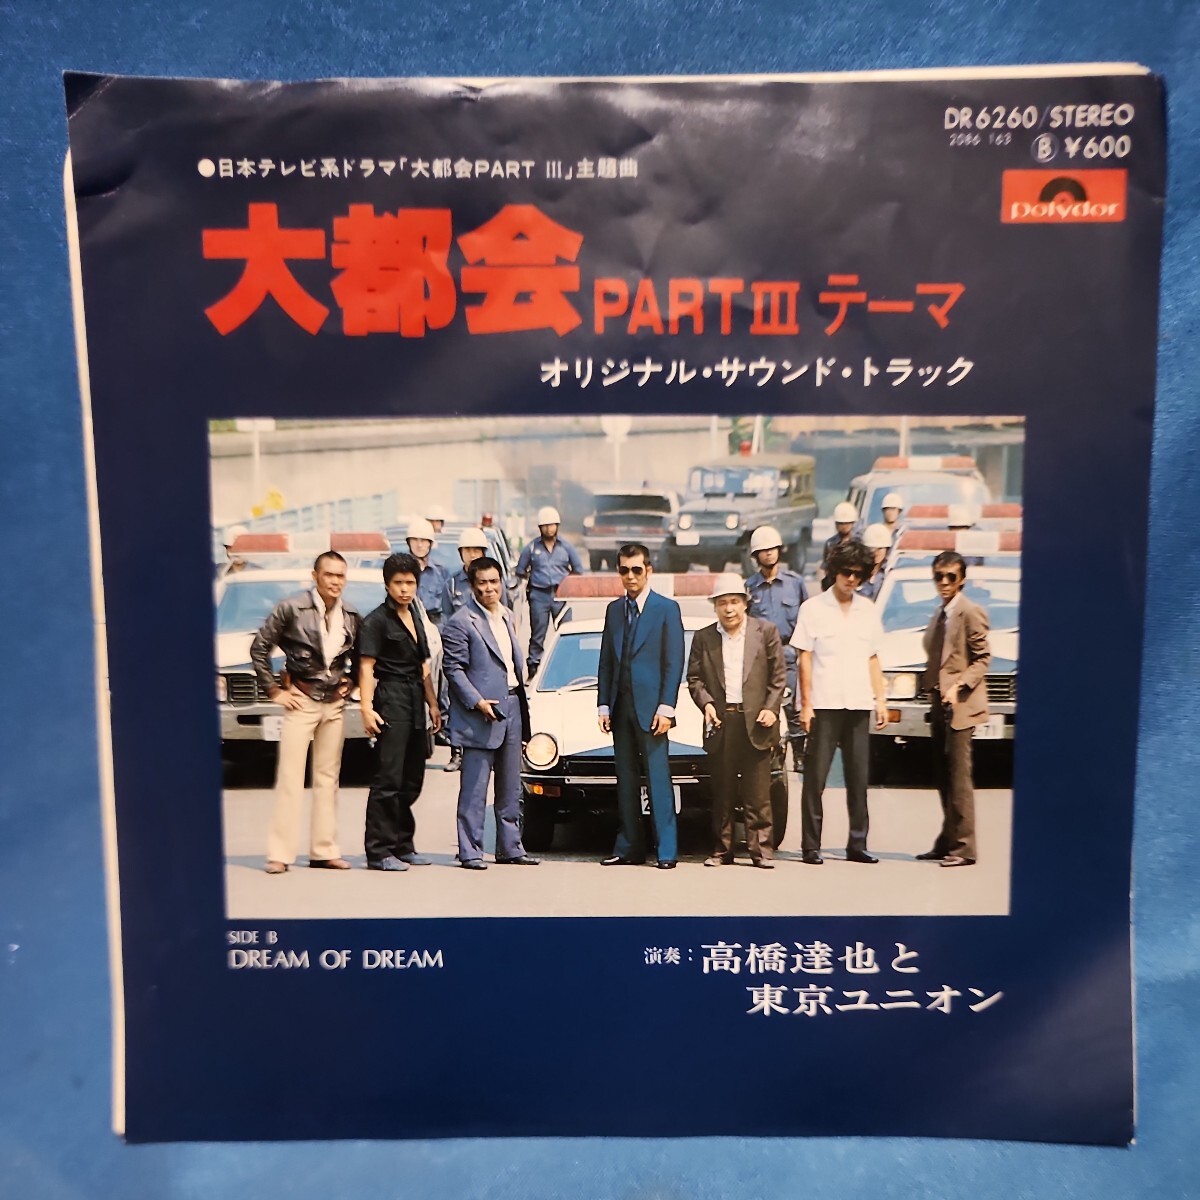 DR6260/STEREO
2086 163 Ⓑ ¥600
polydor
●日本テレビ系ドラマ「大都会PART III」主題曲
大都会PART III テーマ
オリジナル・サウンド・トラック
SIDE B
DREAM OF DREAM
演奏：高橋達也と
東京ユニオン